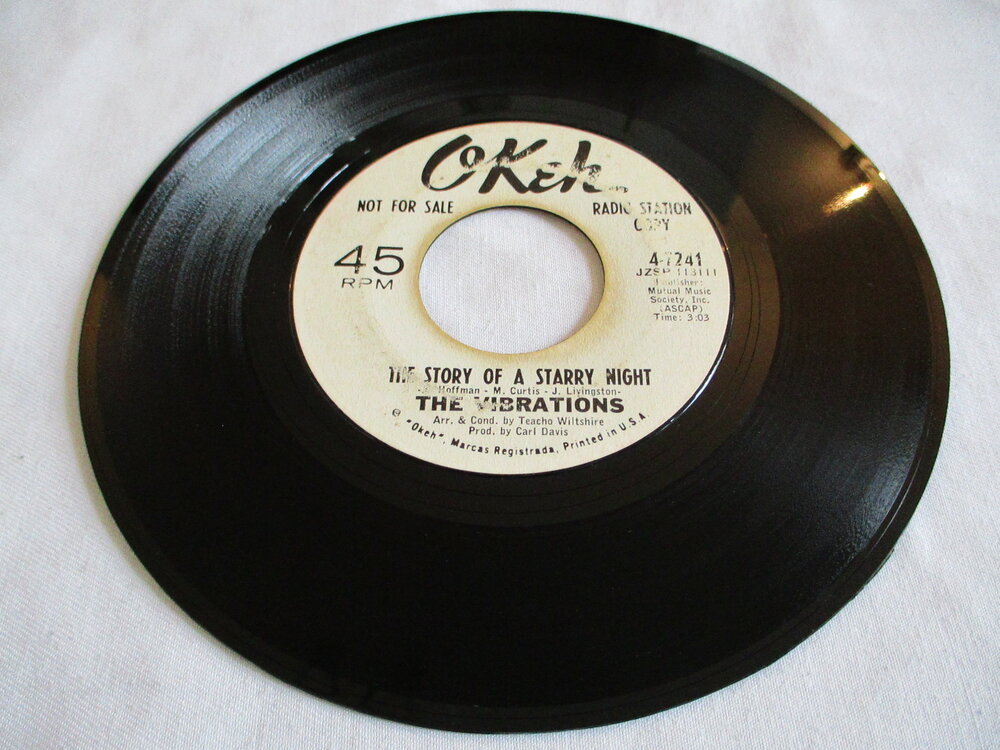 OKeh
NOT FOR SALE
RADIO STATION
COPY
45
RPM
4-7241
JZSP 113111
Publisher:
Mutual Music
Society, Inc.
(ASCAP)
Time: 3:03
THE STORY OF A STARRY NIGHT
Hoffman - M. Curtis - J. Livingston-
THE VIBRATIONS
Arr. & Cond. by Teacho Wiltshire
Prod. by Carl Davis
"Okeh", Marcas Registrada. Printed in U.S.A.